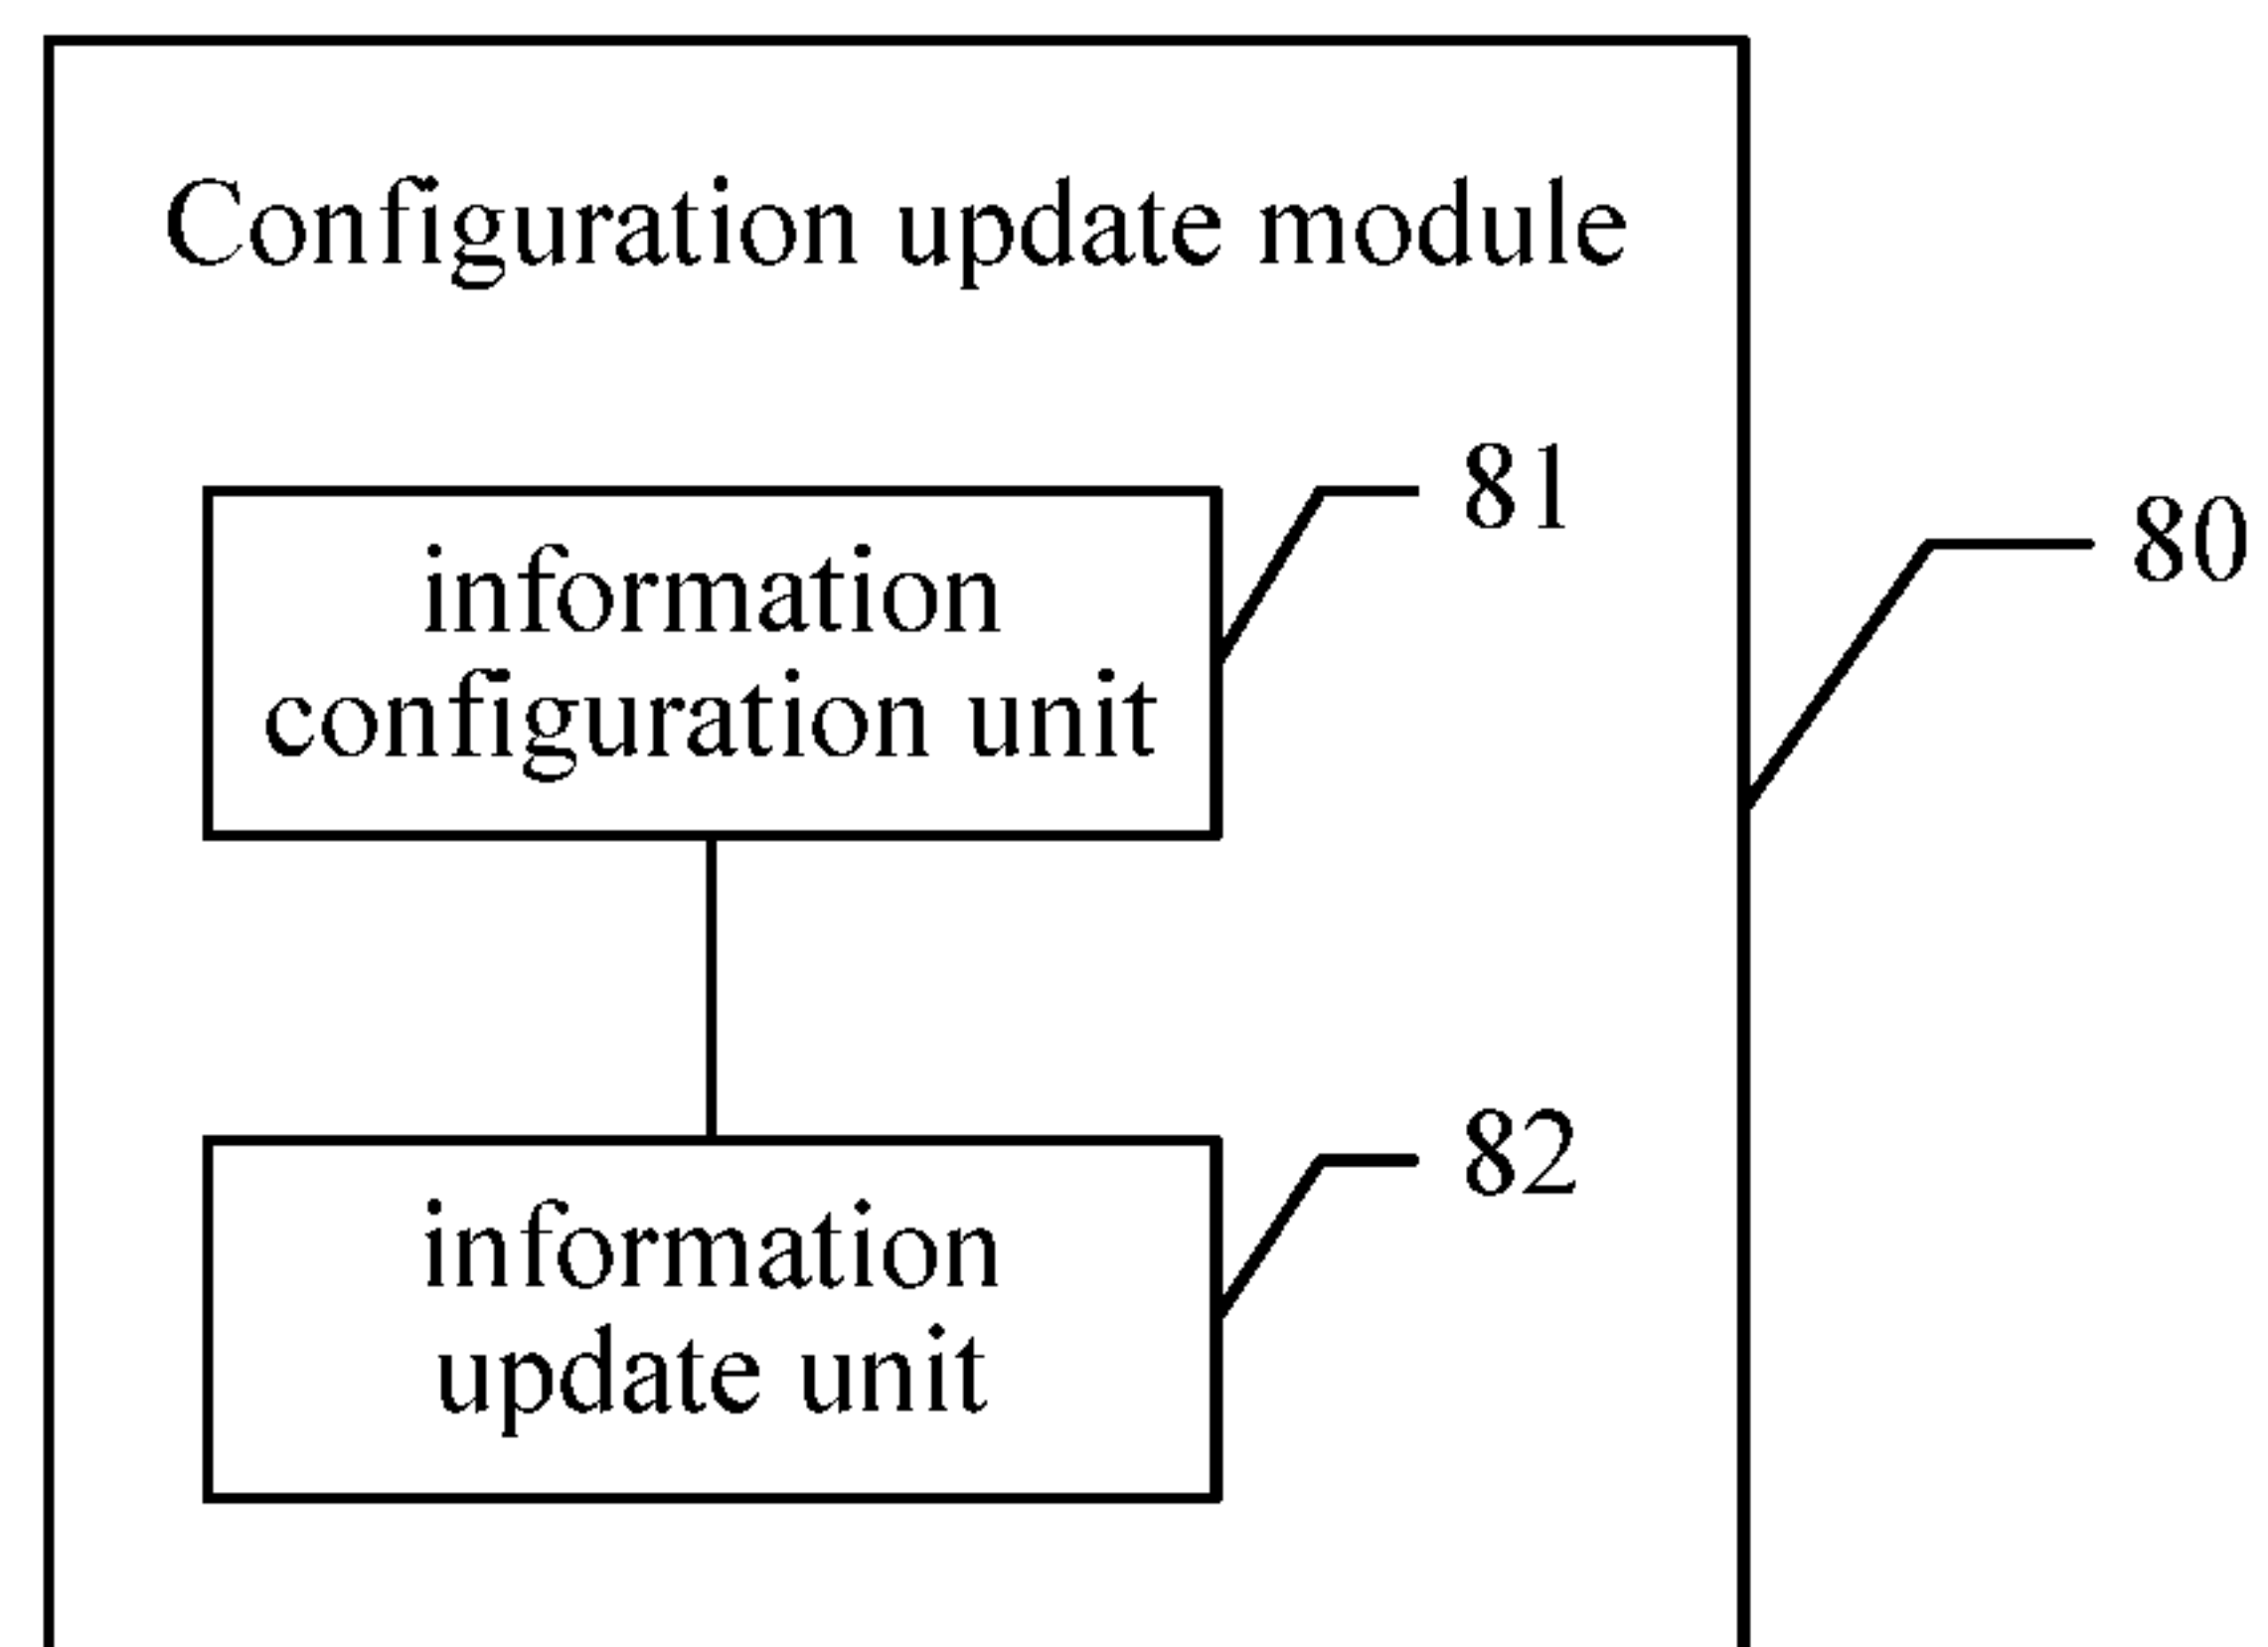 Configuration update module
81
80
information
configuration unit
82
information
update unit